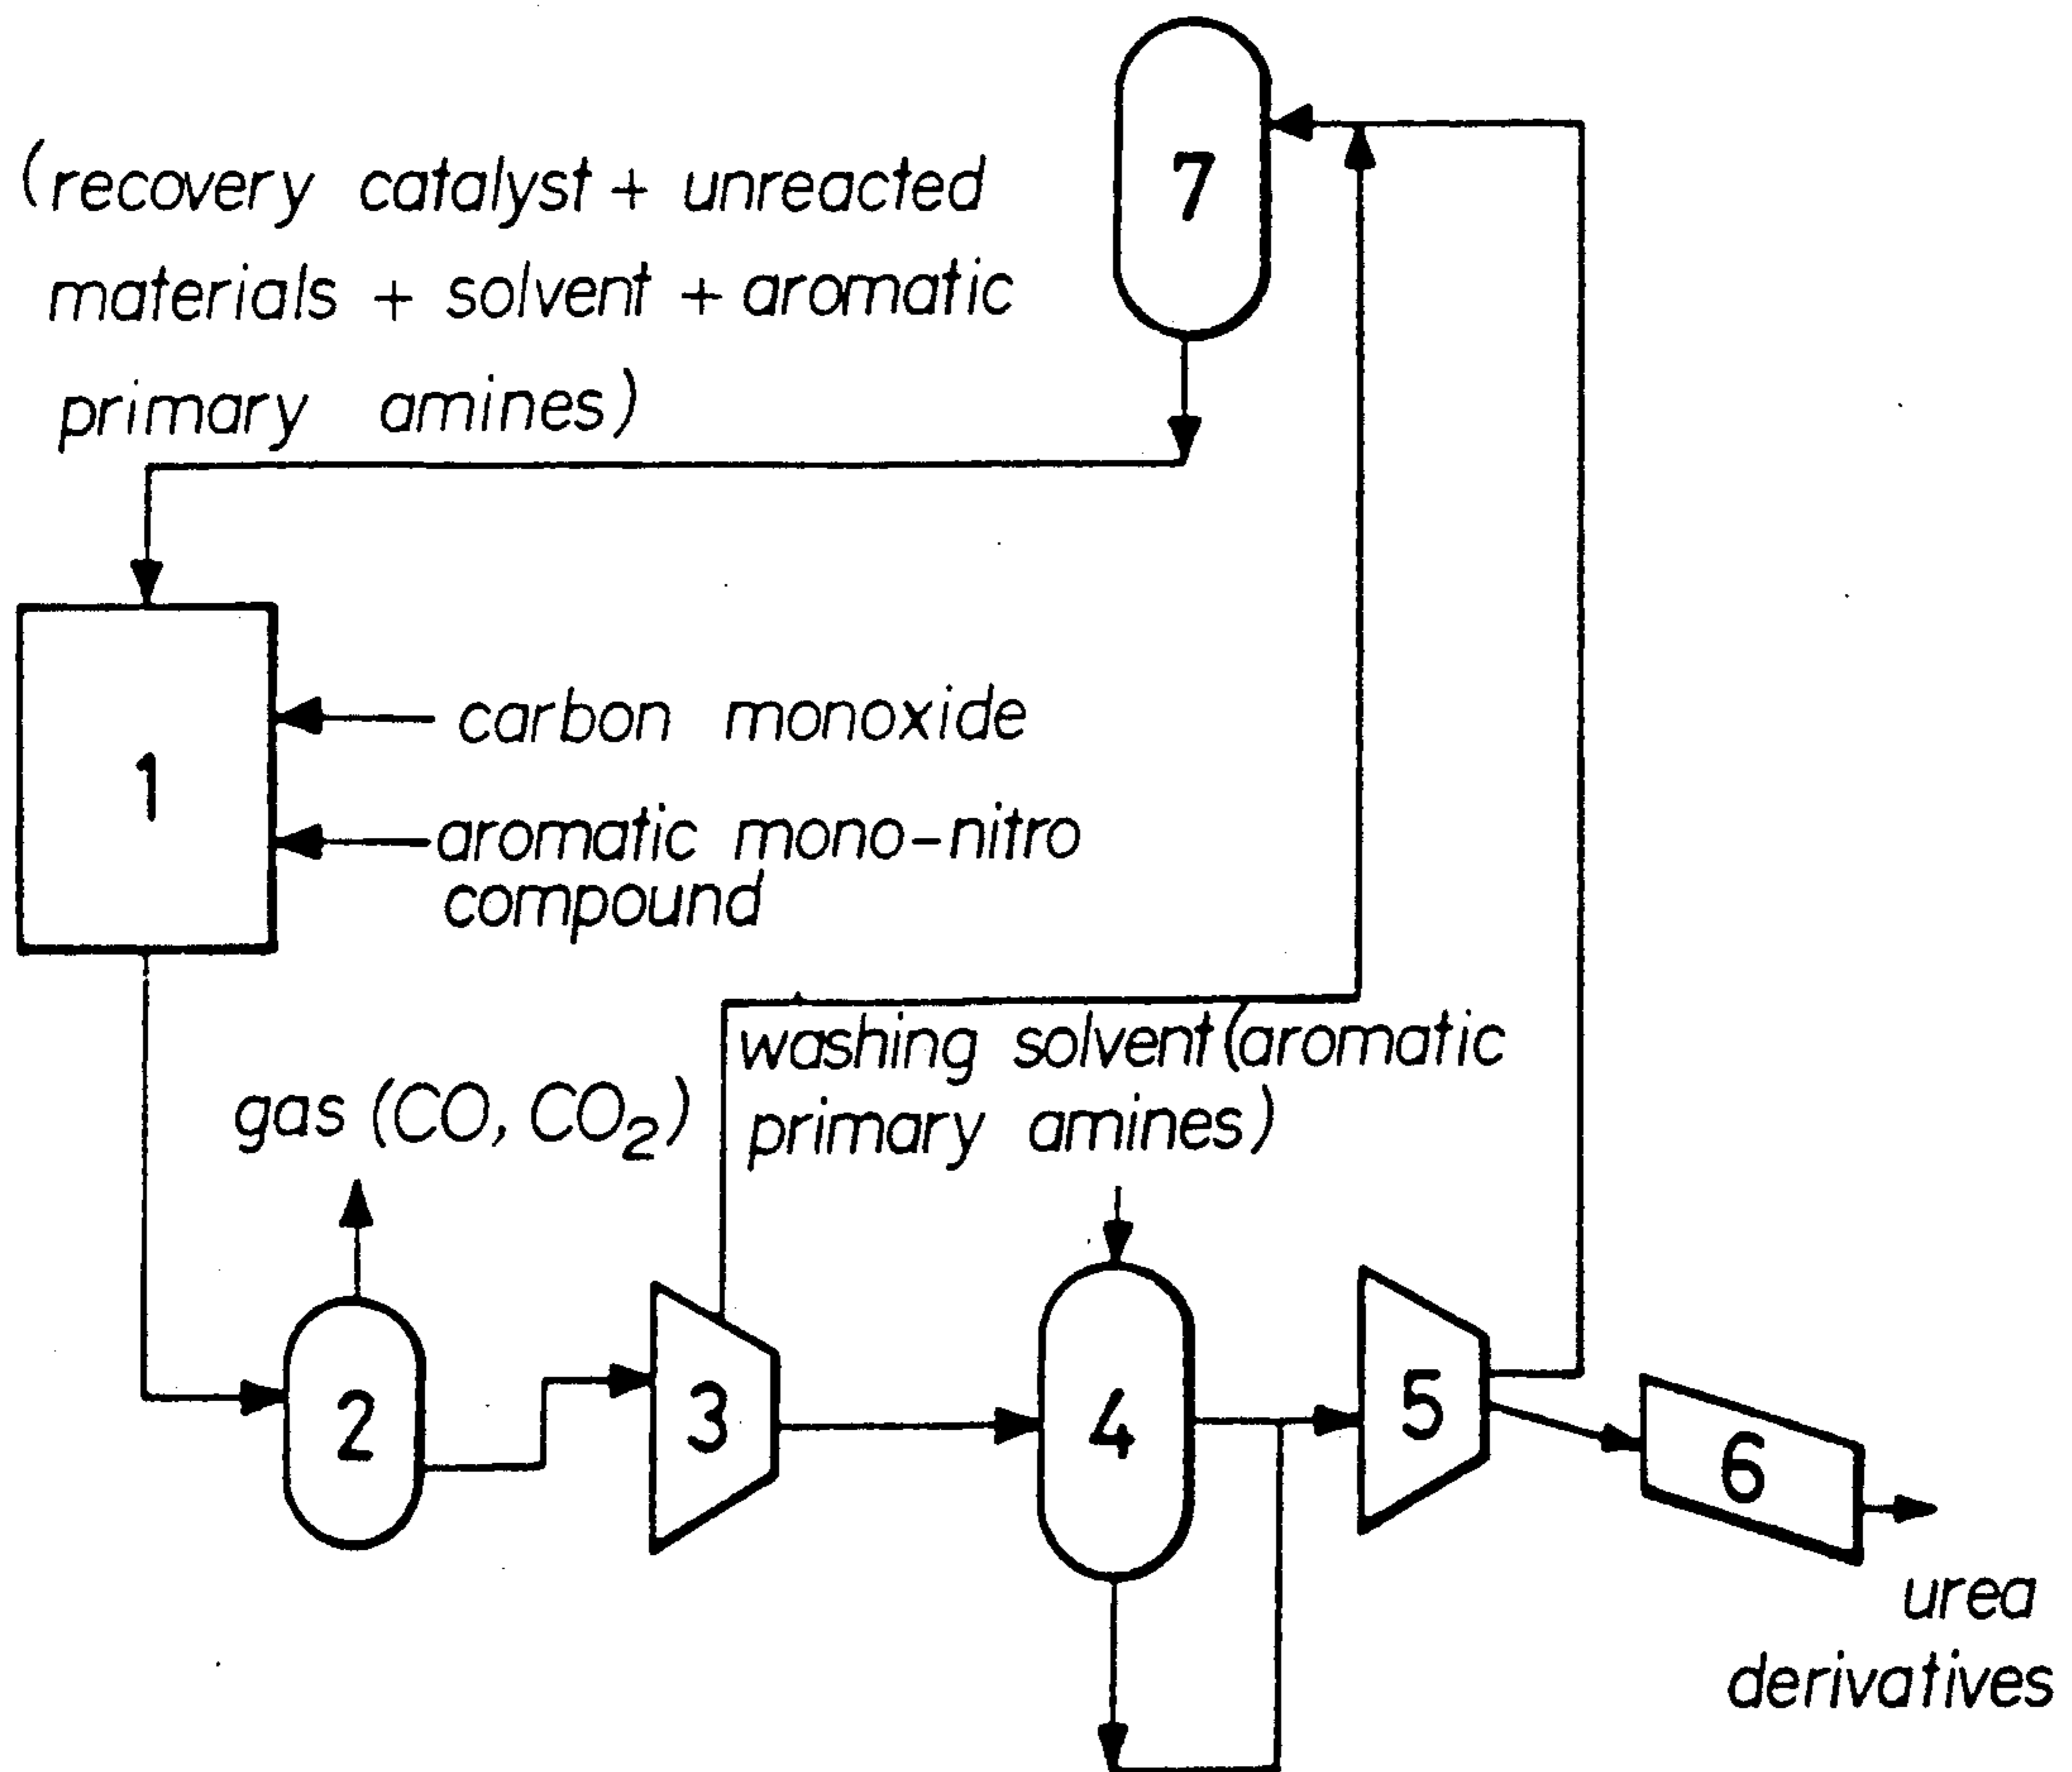 7
(recovery catalyst + unreacted
materials + solvent + aromatic
primary amines)
carbon monoxide
1
aromatic mono-nitro
compound
washing solvent (aromatic
primary amines)
gas (CO, CO2)
2
3
4
5
6
urea
derivatives